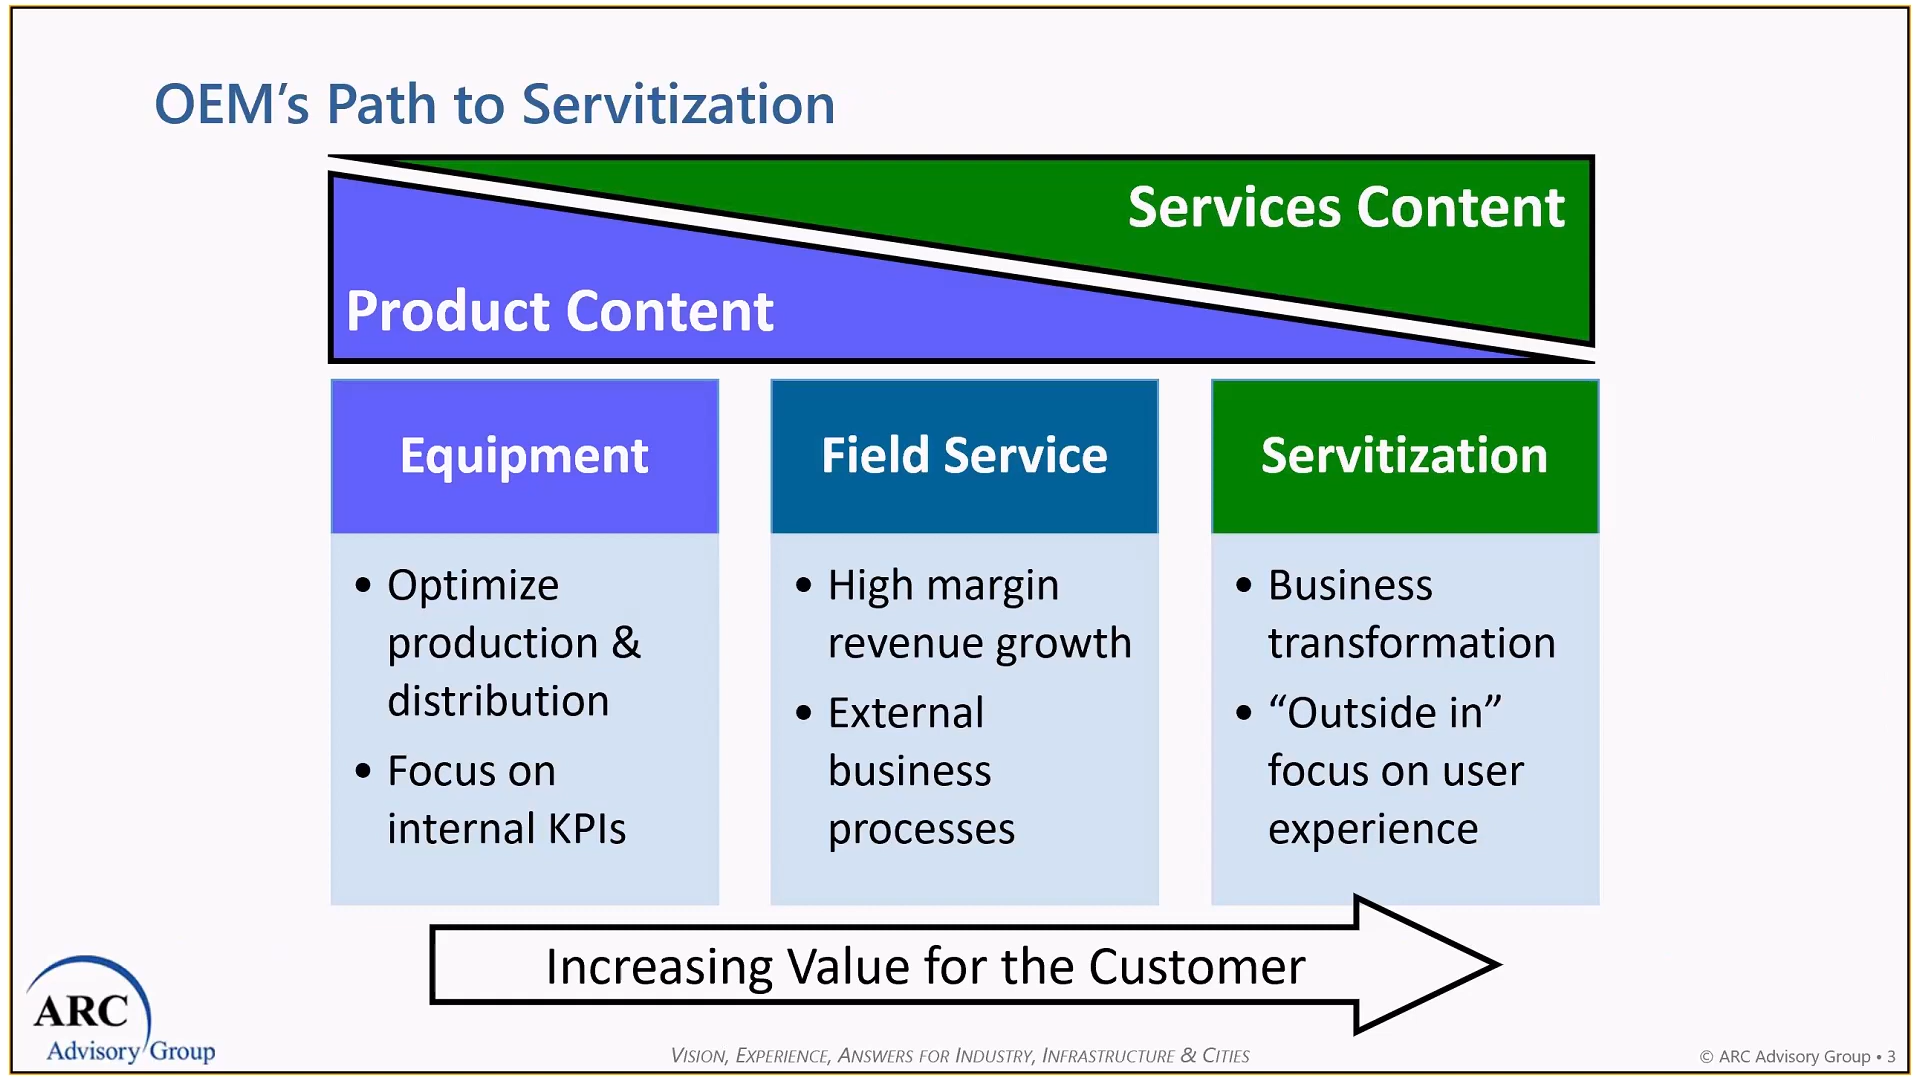 OEM’s Path to Servitization
Services Content
Product Content
Equipment
• Optimize
production &
distribution
• Focus on
internal KPIs
Field Service
• High margin
revenue growth
• External
business
processes
Servitization
• Business
transformation
• “Outside in”
focus on user
experience
Increasing Value for the Customer
ARC
Advisory Group
VISION, EXPERIENCE, ANSWERS FOR INDUSTRY, INFRASTRUCTURE & CITIES
© ARC Advisory Group • 3